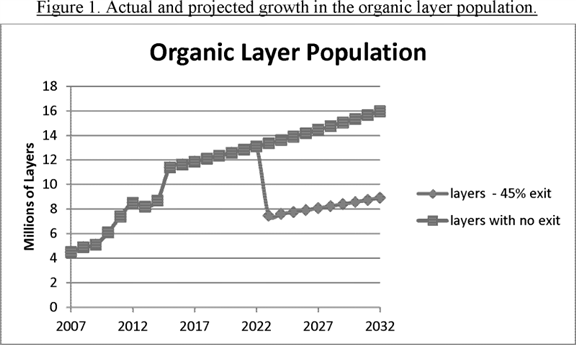 Figure 1. Actual and projected growth in the organic layer population.
Organic Layer Population
Millions of Layers
18
16
14
12
10
8
6
4
2
0
2007 2012 2017 2022 2027 2032
layers - 45% exit
layers with no exit